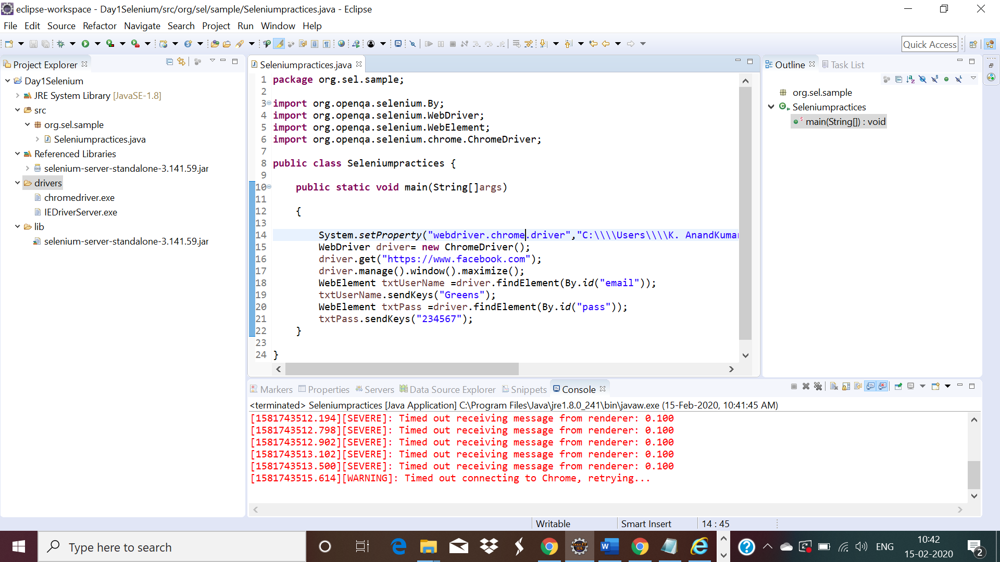 eclipse-workspace - Day1Selenium/src/org/sel/sample/Seleniumpractices.java - Eclipse
File Edit Source Refactor Navigate Search Project Run Window Help
Quick Access
Project Explorer
Day1Selenium
JRE System Library [JavaSE-1.8]
src
org.sel.sample
Seleniumpractices.java
Referenced Libraries
selenium-server-standalone-3.141.59.jar
drivers
chromedriver.exe
IEDriverServer.exe
lib
selenium-server-standalone-3.141.59.jar
Seleniumpractices.java
1 package org.sel.sample;
2
3 import org.openqa.selenium.By;
4 import org.openqa.selenium.WebDriver;
5 import org.openqa.selenium.WebElement;
6 import org.openqa.selenium.chrome.ChromeDriver;
7
8 public class Seleniumpractices {
9
10 public static void main(String[]args)
11
12 {
13
14 System.setProperty("webdriver.chrome.driver","C:\\\\Users\\\\K. AnandKumar
15 WebDriver driver= new ChromeDriver();
16 driver.get("https://www.facebook.com");
17 driver.manage().window().maximize();
18 WebElement txtUserName =driver.findElement(By.id("email"));
19 txtUserName.sendKeys("Greens");
20 WebElement txtPass =driver.findElement(By.id("pass"));
21 txtPass.sendKeys("234567");
22 }
23
24 }
Outline Task List
org.sel.sample
Seleniumpractices
main(String[]) : void
Markers Properties Servers Data Source Explorer Snippets Console
<terminated> Seleniumpractices [Java Application] C:\Program Files\Java\jre1.8.0_241\bin\javaw.exe (15-Feb-2020, 10:41:45 AM)
[1581743512.194][SEVERE]: Timed out receiving message from renderer: 0.100
[1581743512.798][SEVERE]: Timed out receiving message from renderer: 0.100
[1581743512.902][SEVERE]: Timed out receiving message from renderer: 0.100
[1581743513.102][SEVERE]: Timed out receiving message from renderer: 0.100
[1581743513.500][SEVERE]: Timed out receiving message from renderer: 0.100
[1581743515.614][WARNING]: Timed out connecting to Chrome, retrying...
Writable Smart Insert 14 : 45
Type here to search
ENG
10:42
15-02-2020
2